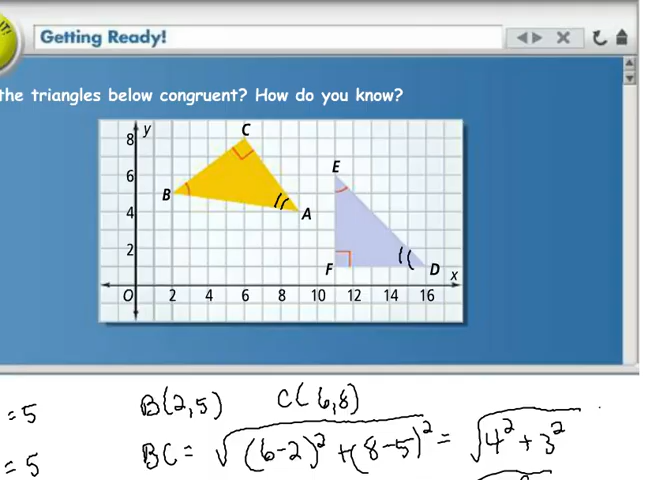 IT!
Getting Ready!
the triangles below congruent? How do you know?
8 y C
6 E
B
4 A
2
F D x
O 2 4 6 8 10 12 14 16
= 5 B(2,5) C(6,8)
= 5 BC = √(6-2)² + (8-5)² = √4² + 3²